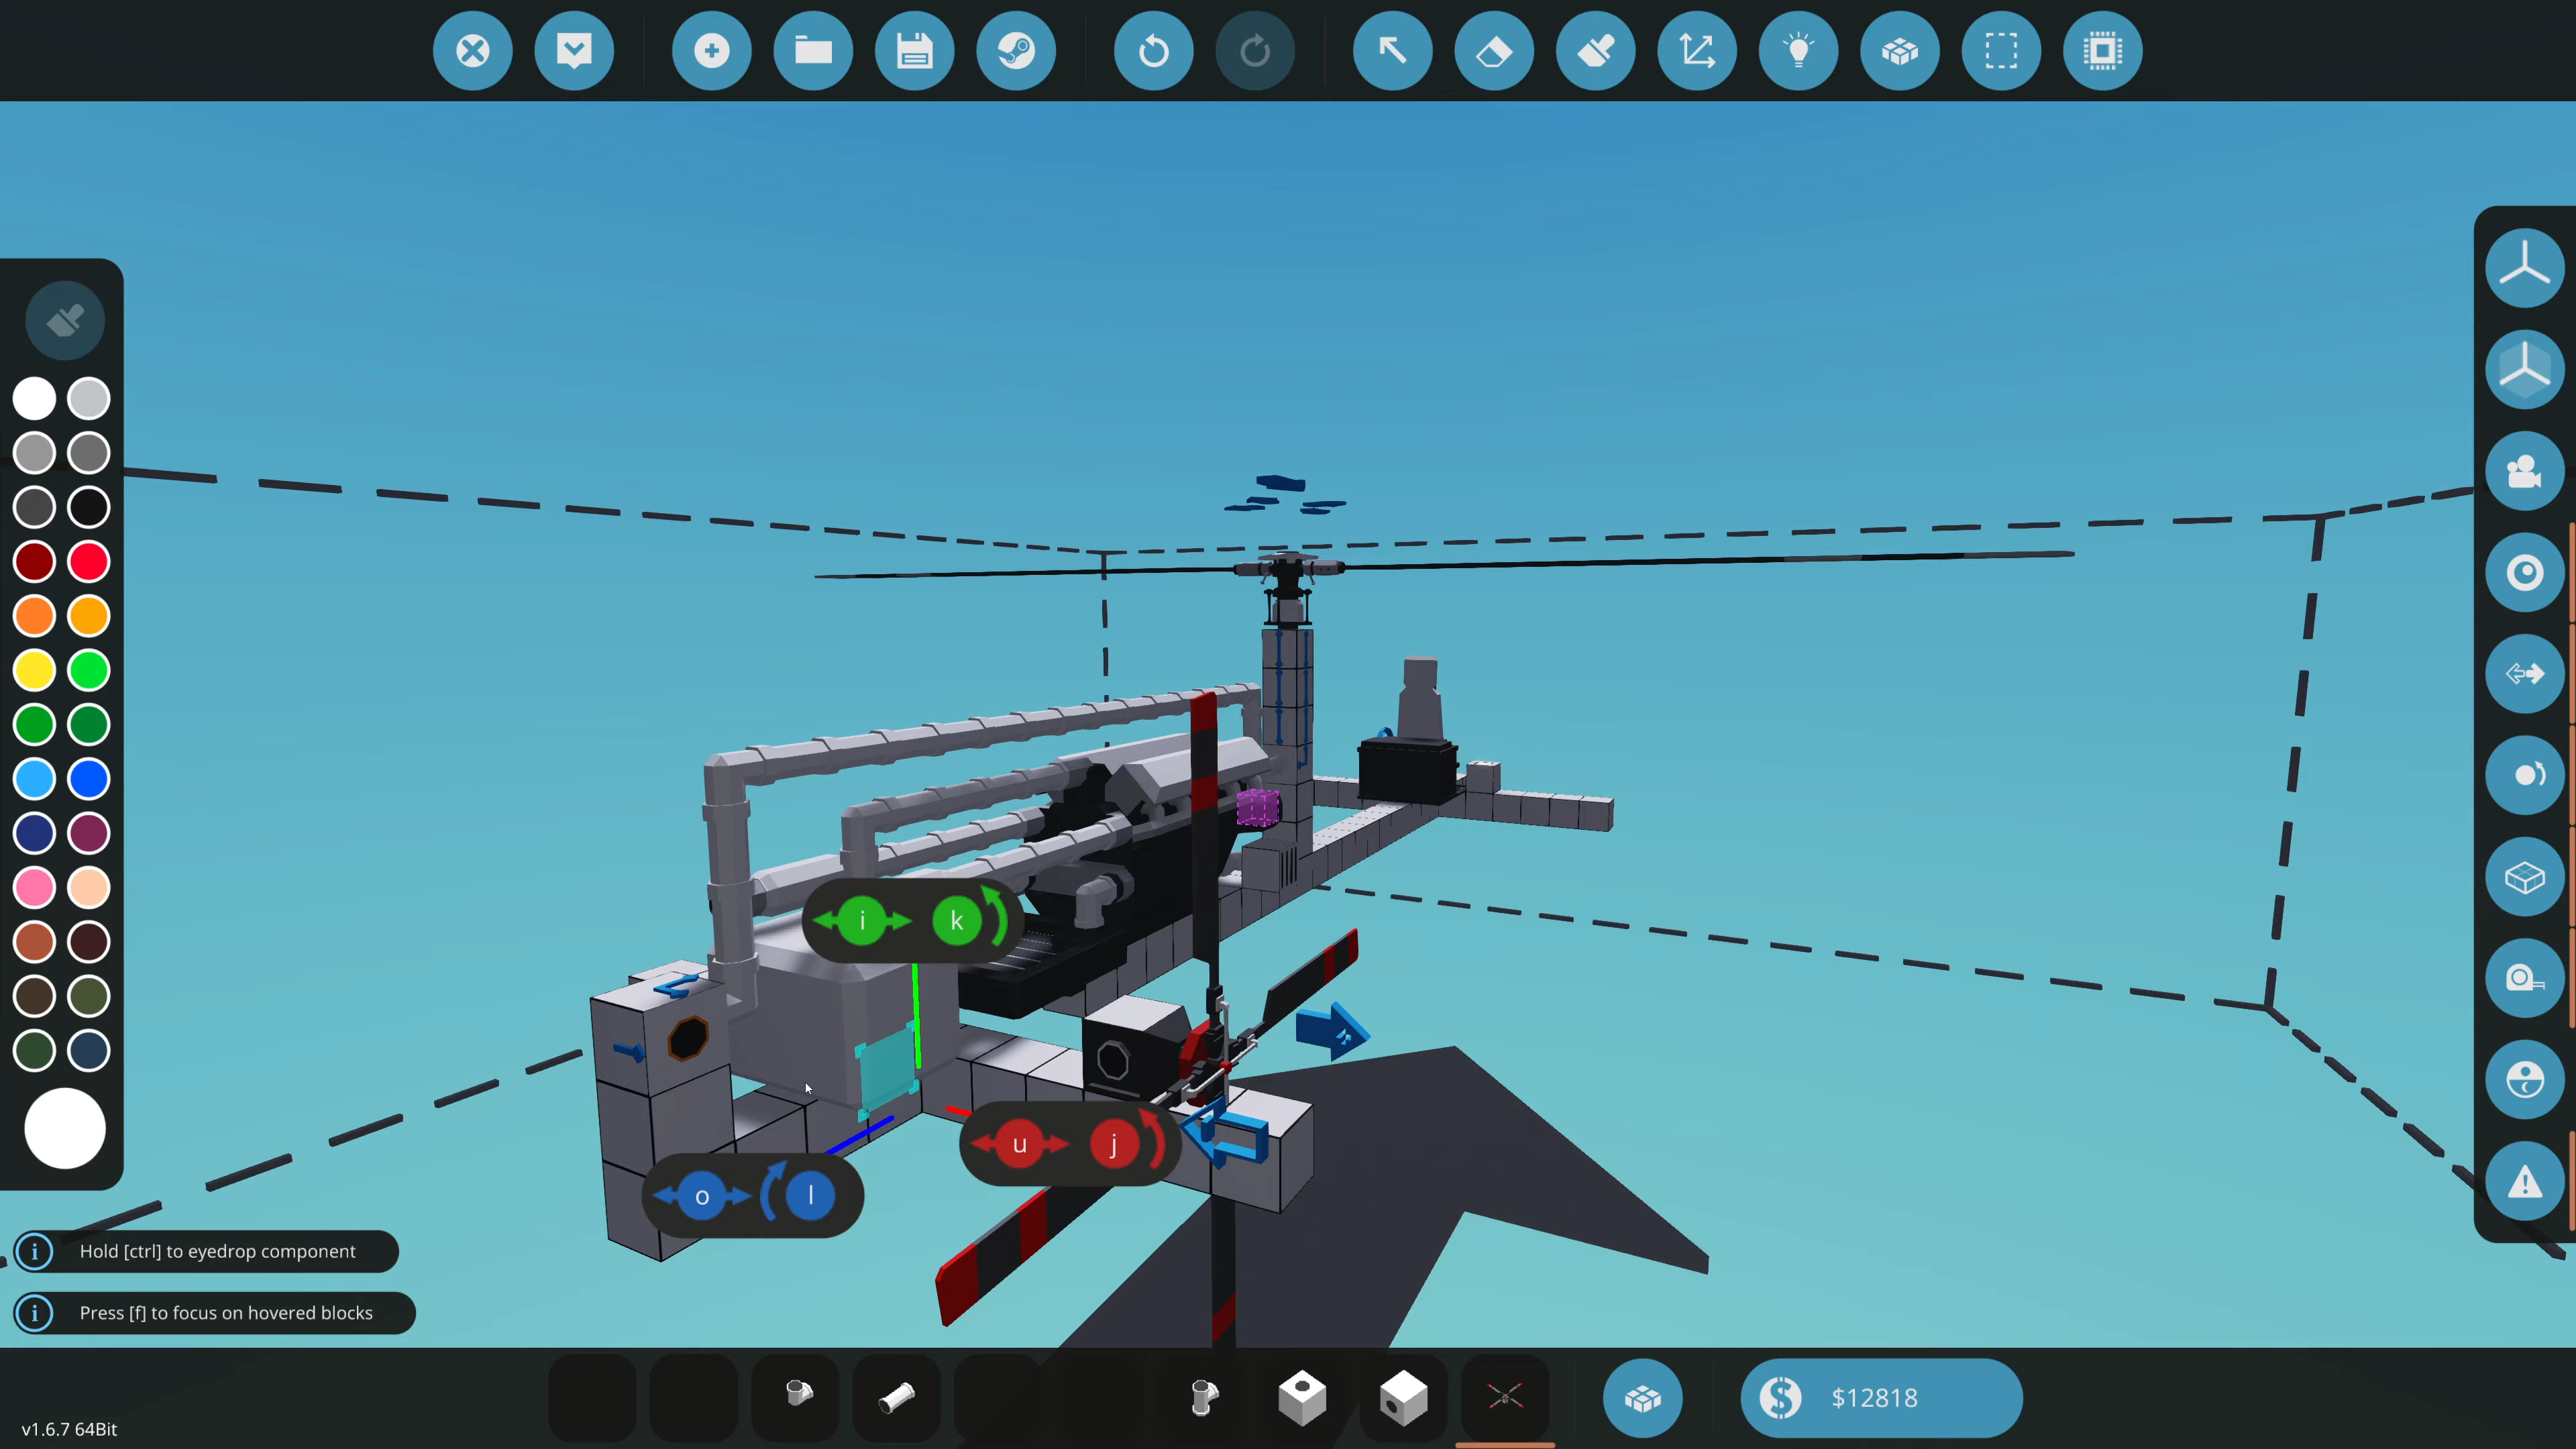 i k
u j
o l
Hold [ctrl] to eyedrop component
Press [f] to focus on hovered blocks
$12818
v1.6.7 64Bit